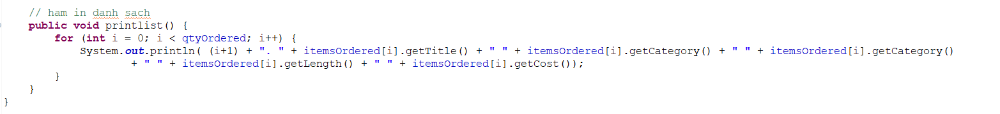 // ham in danh sach
public void printlist() {
for (int i = 0; i < qtyOrdered; i++) {
System.out.println( (i+1) + ". " + itemsOrdered[i].getTitle() + " " + itemsOrdered[i].getCategory() + " " + itemsOrdered[i].getCategory()
+ " " + itemsOrdered[i].getLength() + " " + itemsOrdered[i].getCost());
}
}
}